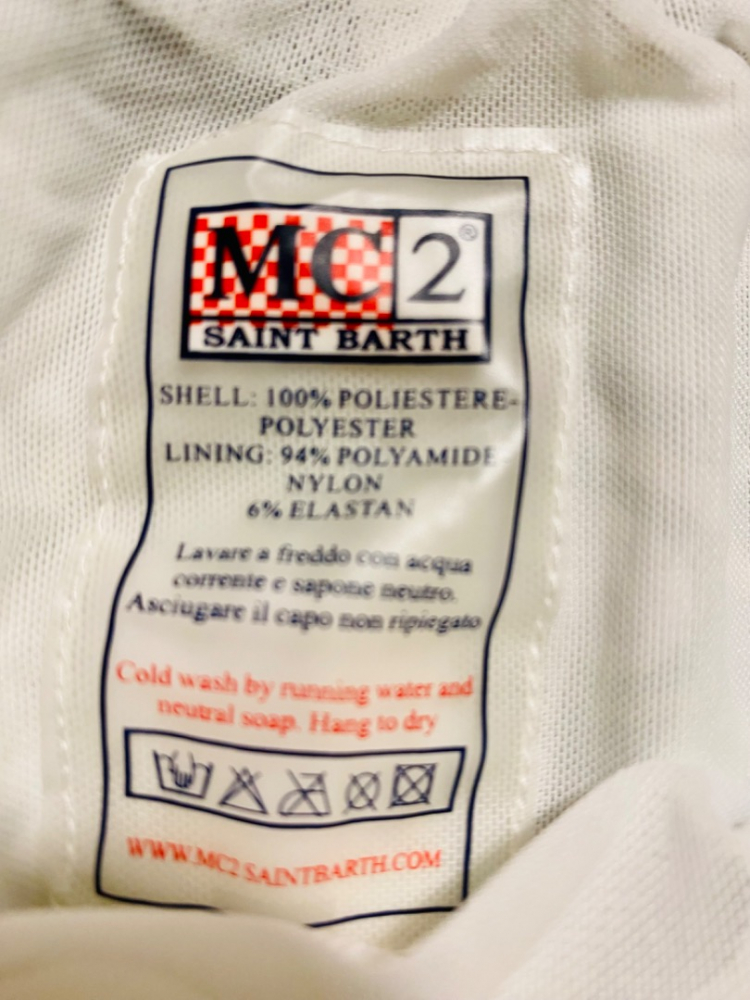 MC2®
SAINT BARTH
SHELL: 100% POLIESTERE-
POLYESTER
LINING: 94% POLYAMIDE-
NYLON
6% ELASTAN
Lavare a freddo con acqua
corrente e sapone neutro.
Asciugare il capo non ripiegato
Cold wash by running water and
neutral soap. Hang to dry
WWW.MC2SAINTBARTH.COM